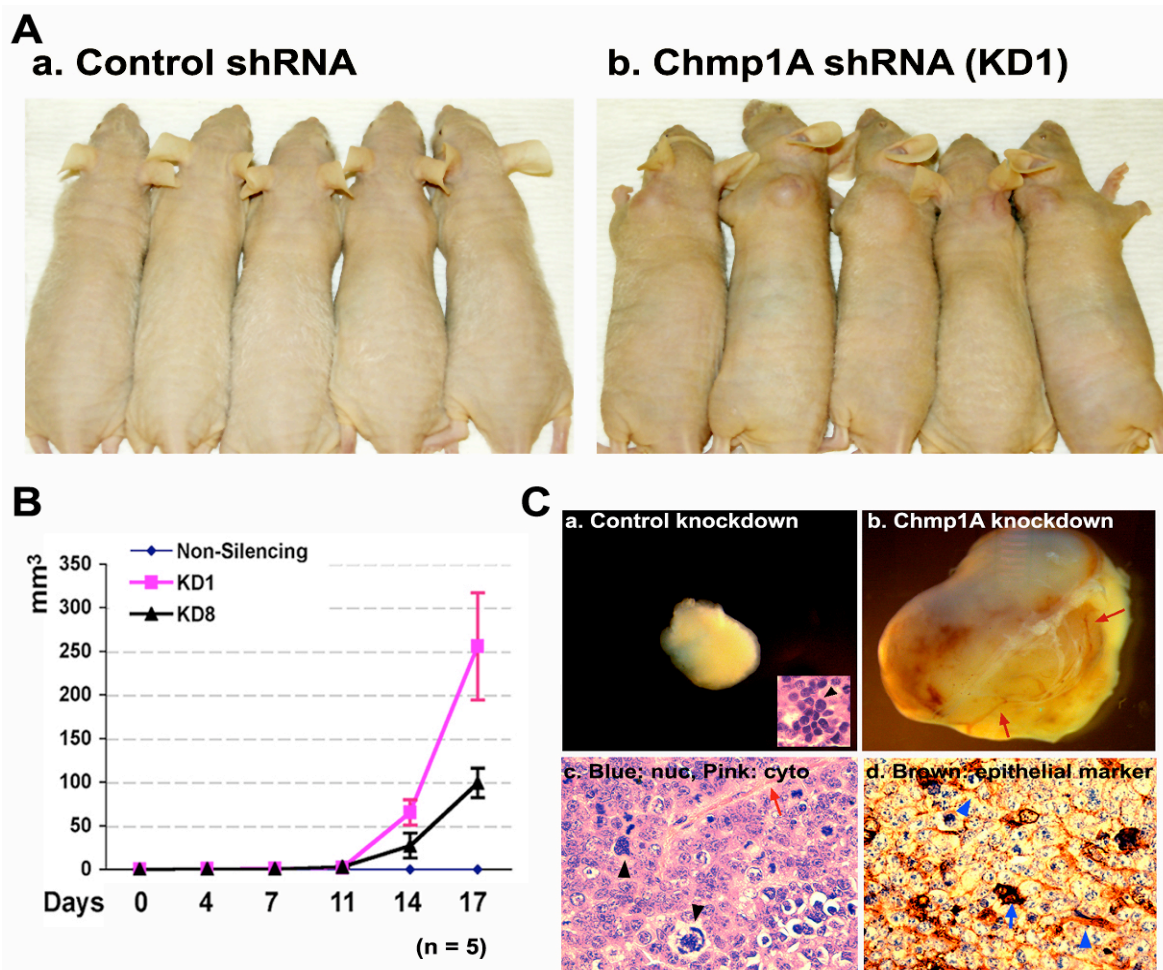 A
a. Control shRNA
b. Chmp1A shRNA (KD1)
B
mm³
Non-Silencing
KD1
KD8
350
300
250
200
150
100
50
0
Days 0 4 7 11 14 17
(n = 5)
C
a. Control knockdown
b. Chmp1A knockdown
c. Blue; nuc, Pink: cyto
d. Brown: epithelial marker